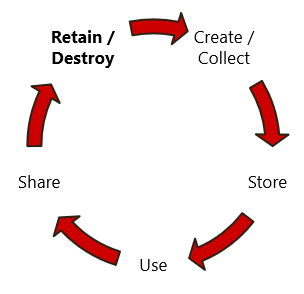 Retain /
Destroy
Create /
Collect
Store
Use
Share